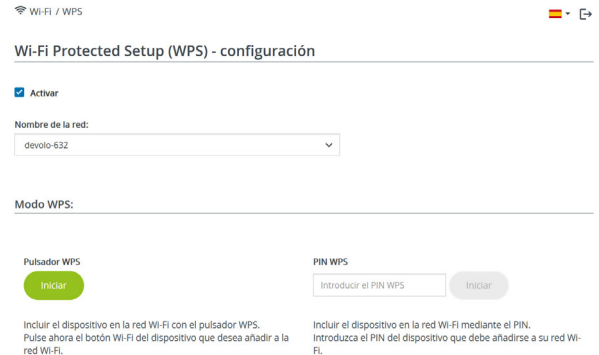 Wi-Fi / WPS
Wi-Fi Protected Setup (WPS) - configuración
Activar
Nombre de la red:
devolo-632
Modo WPS:
Pulsador WPS
Iniciar
Incluir el dispositivo en la red Wi-Fi con el pulsador WPS.
Pulse ahora el botón Wi-Fi del dispositivo que desea añadir a la
red Wi-Fi.
PIN WPS
Introducir el PIN WPS
Iniciar
Incluir el dispositivo en la red Wi-Fi mediante el PIN.
Introduzca el PIN del dispositivo que debe añadirse a su red Wi-
Fi.